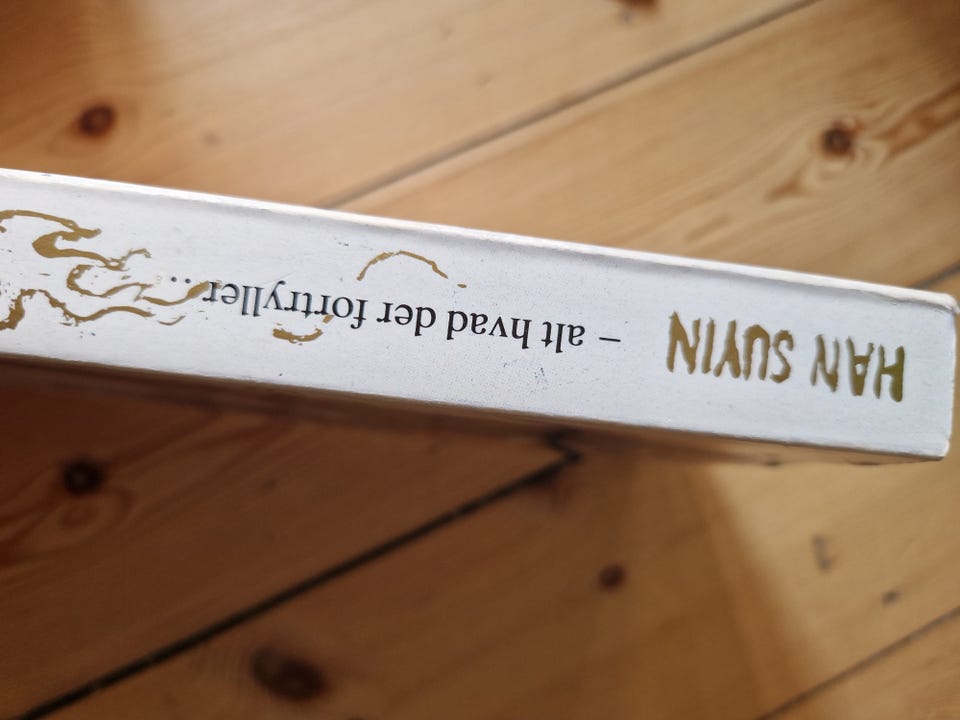 HAN SUYIN
– alt hvad der fortryller...